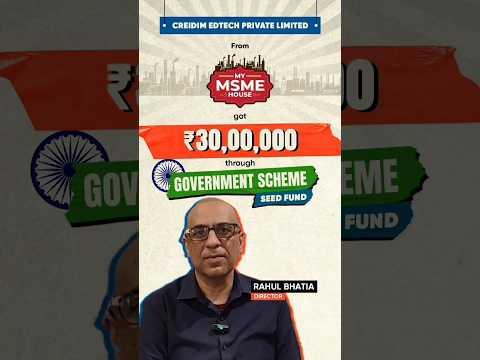 CREIDIM EDTECH PRIVATE LIMITED
From
MY
MSME
HOUSE
got
₹30,00,000
through
GOVERNMENT SCHEME
SEED FUND
RAHUL BHATIA
DIRECTOR